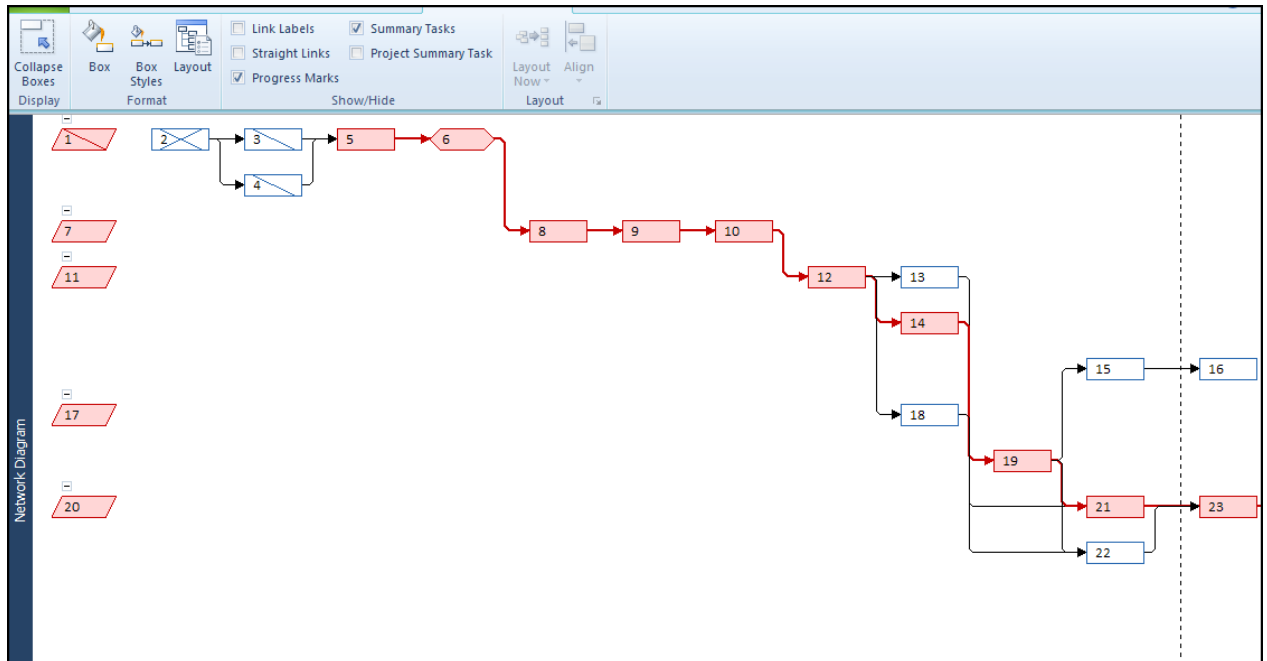 Link Labels
Summary Tasks
Straight Links
Project Summary Task
Progress Marks
Collapse Boxes
Box
Box Styles
Layout
Layout Now
Align
Display
Format
Show/Hide
Layout
1
2
3
5
6
4
7
8
9
10
11
12
13
14
15
16
17
18
19
20
21
23
22
Network Diagram